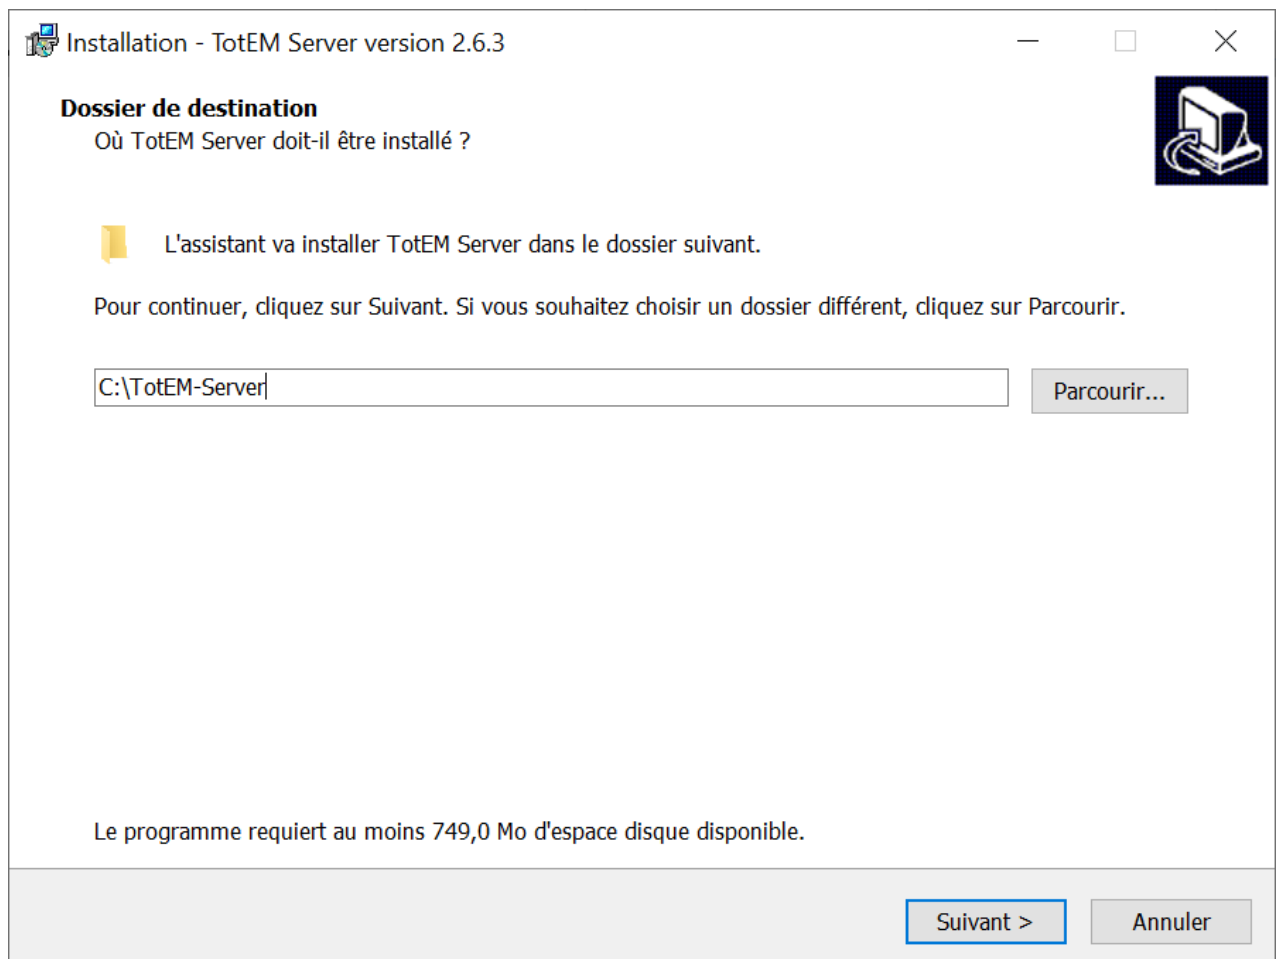 Installation - TotEM Server version 2.6.3
Dossier de destination
Où TotEM Server doit-il être installé ?
L'assistant va installer TotEM Server dans le dossier suivant.
Pour continuer, cliquez sur Suivant. Si vous souhaitez choisir un dossier différent, cliquez sur Parcourir.
C:\TotEM-Server
Parcourir...
Le programme requiert au moins 749,0 Mo d'espace disque disponible.
Suivant >
Annuler